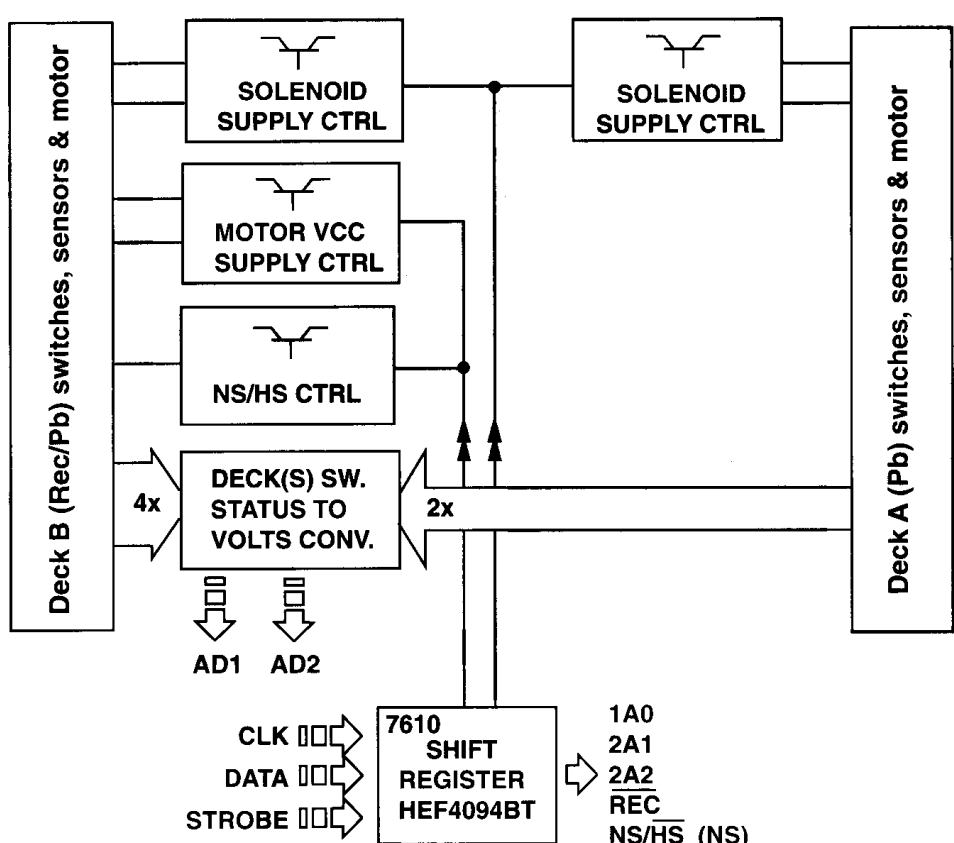 Deck B (Rec/Pb) switches, sensors & motor
SOLENOID
SUPPLY CTRL
SOLENOID
SUPPLY CTRL
Deck A (Pb) switches, sensors & motor
MOTOR VCC
SUPPLY CTRL
NS/HS CTRL
4x
DECK(S) SW.
STATUS TO
VOLTS CONV.
2x
AD1 AD2
CLK
DATA
STROBE
7610
SHIFT
REGISTER
HEF4094BT
1A0
2A1
2A2
R̅E̅C̅
NS/H̅S̅ (NS)